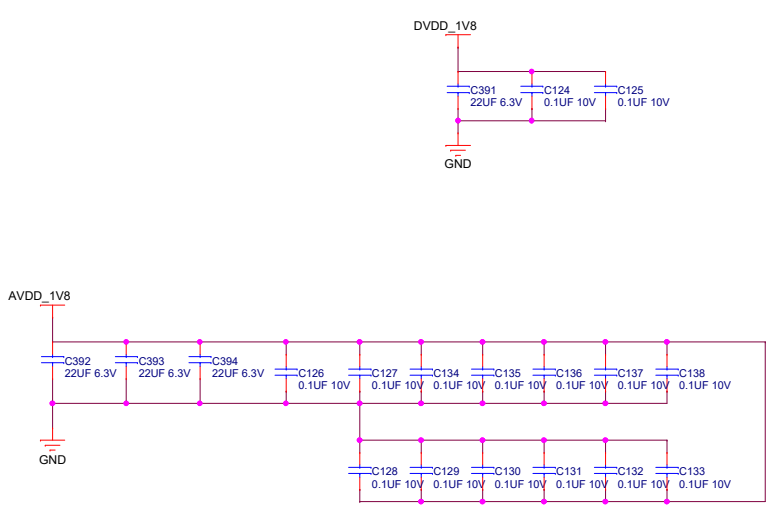 DVDD_1V8
C391
22UF 6.3V
C124
0.1UF 10V
C125
0.1UF 10V
GND
AVDD_1V8
C392
22UF 6.3V
C393
22UF 6.3V
C394
22UF 6.3V
C126
0.1UF 10V
C127
0.1UF 10V
C134
0.1UF 10V
C135
0.1UF 10V
C136
0.1UF 10V
C137
0.1UF 10V
C138
0.1UF 10V
GND
C128
0.1UF 10V
C129
0.1UF 10V
C130
0.1UF 10V
C131
0.1UF 10V
C132
0.1UF 10V
C133
0.1UF 10V